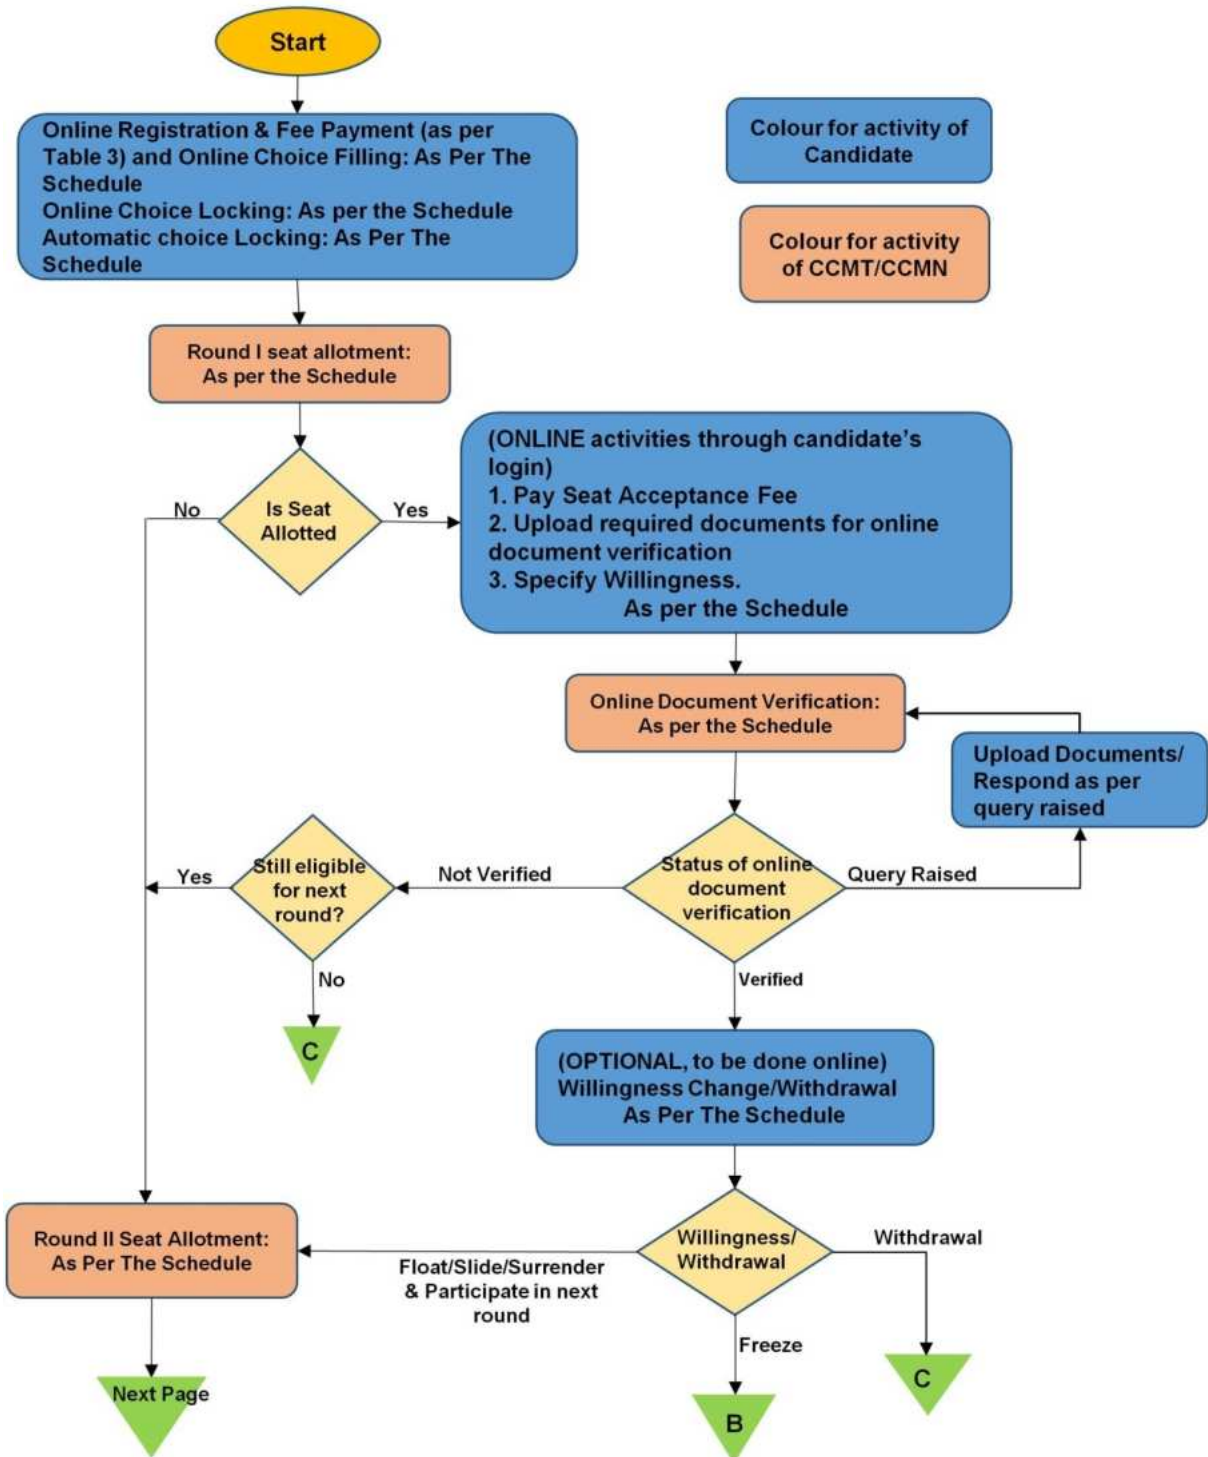 Start
Online Registration & Fee Payment (as per
Table 3) and Online Choice Filling: As Per The
Schedule
Online Choice Locking: As per the Schedule
Automatic choice Locking: As Per The
Schedule
Colour for activity of
Candidate
Colour for activity
of CCMT/CCMN
Round I seat allotment:
As per the Schedule
Is Seat
Allotted
No
Yes
(ONLINE activities through candidate's
login)
1. Pay Seat Acceptance Fee
2. Upload required documents for online
document verification
3. Specify Willingness.
As per the Schedule
Online Document Verification:
As per the Schedule
Upload Documents/
Respond as per
query raised
Status of online
document
verification
Query Raised
Not Verified
Still eligible
for next
round?
Yes
No
C
Verified
(OPTIONAL, to be done online)
Willingness Change/Withdrawal
As Per The Schedule
Willingness/
Withdrawal
Withdrawal
C
Float/Slide/Surrender
& Participate in next
round
Freeze
B
Round II Seat Allotment:
As Per The Schedule
Next Page